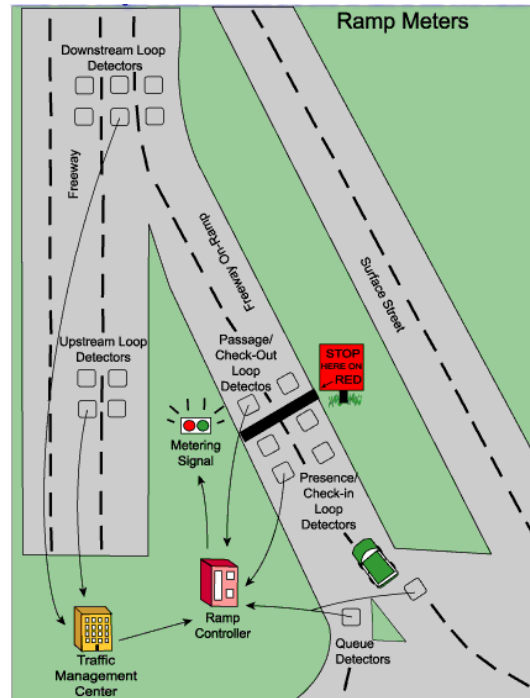 Ramp Meters
Downstream Loop
Detectors
Freeway
Freeway On-Ramp
Surface Street
Upstream Loop
Detectors
Passage/
Check-Out
Loop
Detectos
STOP
HERE ON
RED
Metering
Signal
Presence/
Check-in
Loop
Detectors
Ramp
Controller
Traffic
Management
Center
Queue
Detectors